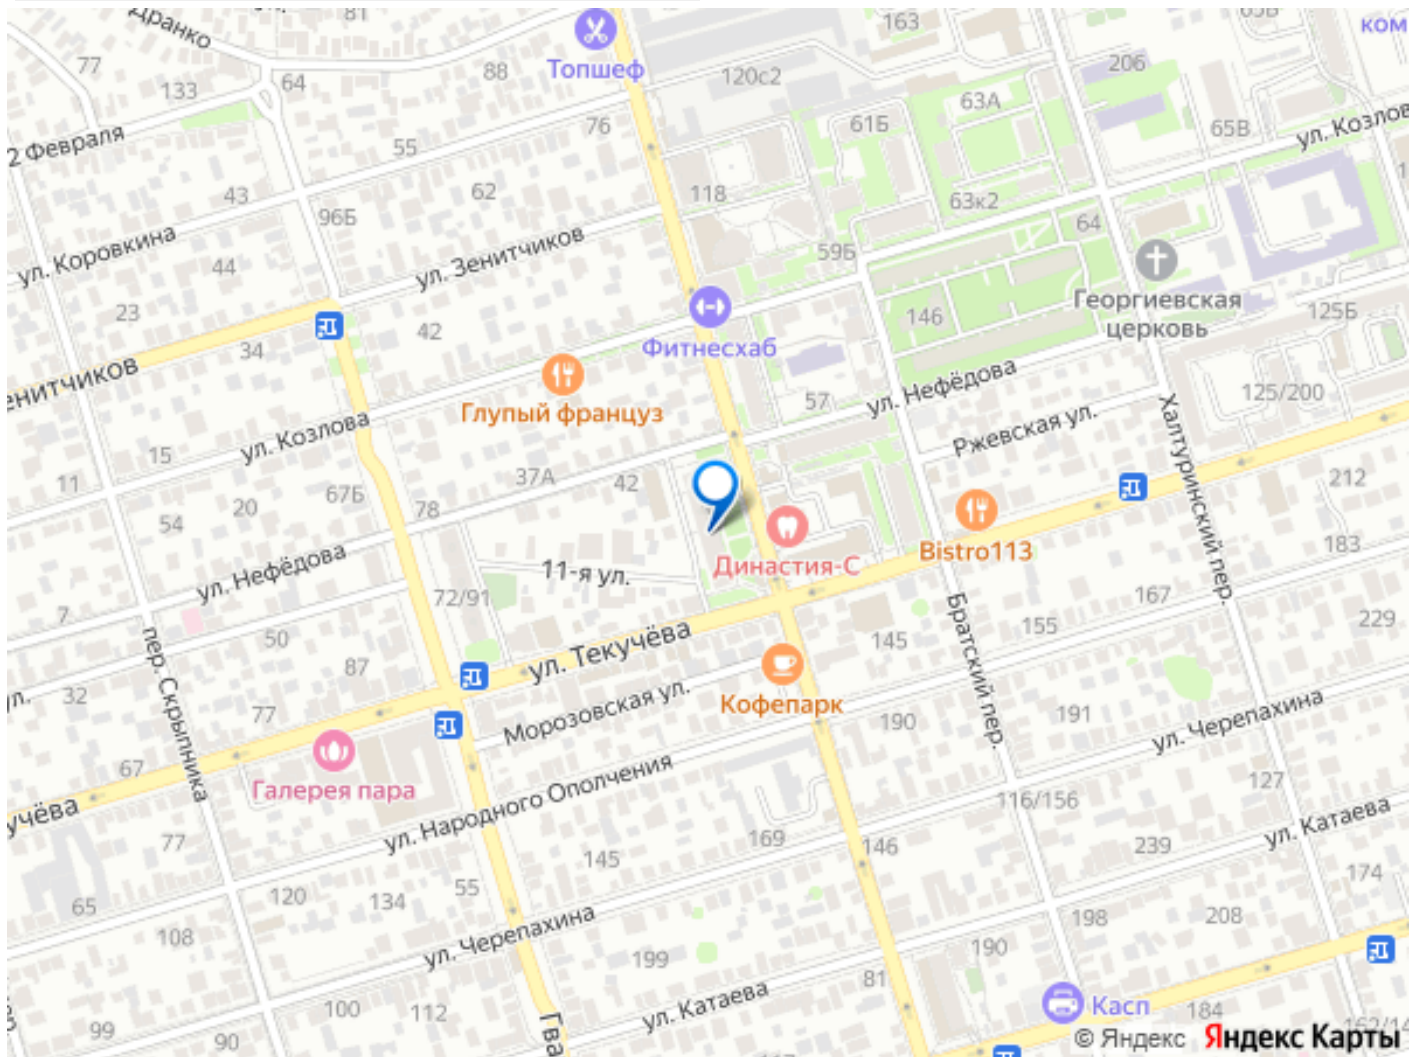 Дранко
81
163
ком
77
Топшеф
88
206
133
64
120с2
63А
76
61Б
65В
ул. Козлов
2 Февраля
55
43
62
118
63к2
64
96Б
ул. Коровкина
ул. Зенитчиков
59Б
44
Георгиевская
церковь
23
42
146
125Б
34
Фитнесхаб
ул. Нефёдова
енитчиков
Глупый француз
57
125/200
ул. Козлова
Ржевская ул.
Халтуринский пер.
15
11
37А
42
67Б
20
78
212
54
Bistro113
183
ул. Нефёдова
11-я ул.
Династия-С
72/91
7
167
Братский пер.
50
ул. Текучёва
145
155
229
пер. Скрыпника
87
32
л.
Морозовская ул.
Кофепарк
77
190
191
ул. Черепахина
67
Галерея пара
учёва
ул. Народного Ополчения
127
116/156
77
169
146
239
ул. Катаева
145
174
120
134
55
65
198
208
108
ул. Черепахина
199
190
81
100
112
ул. Катаева
Касп
184
99
90
Гва
162/14
© Яндекс Яндекс Карты